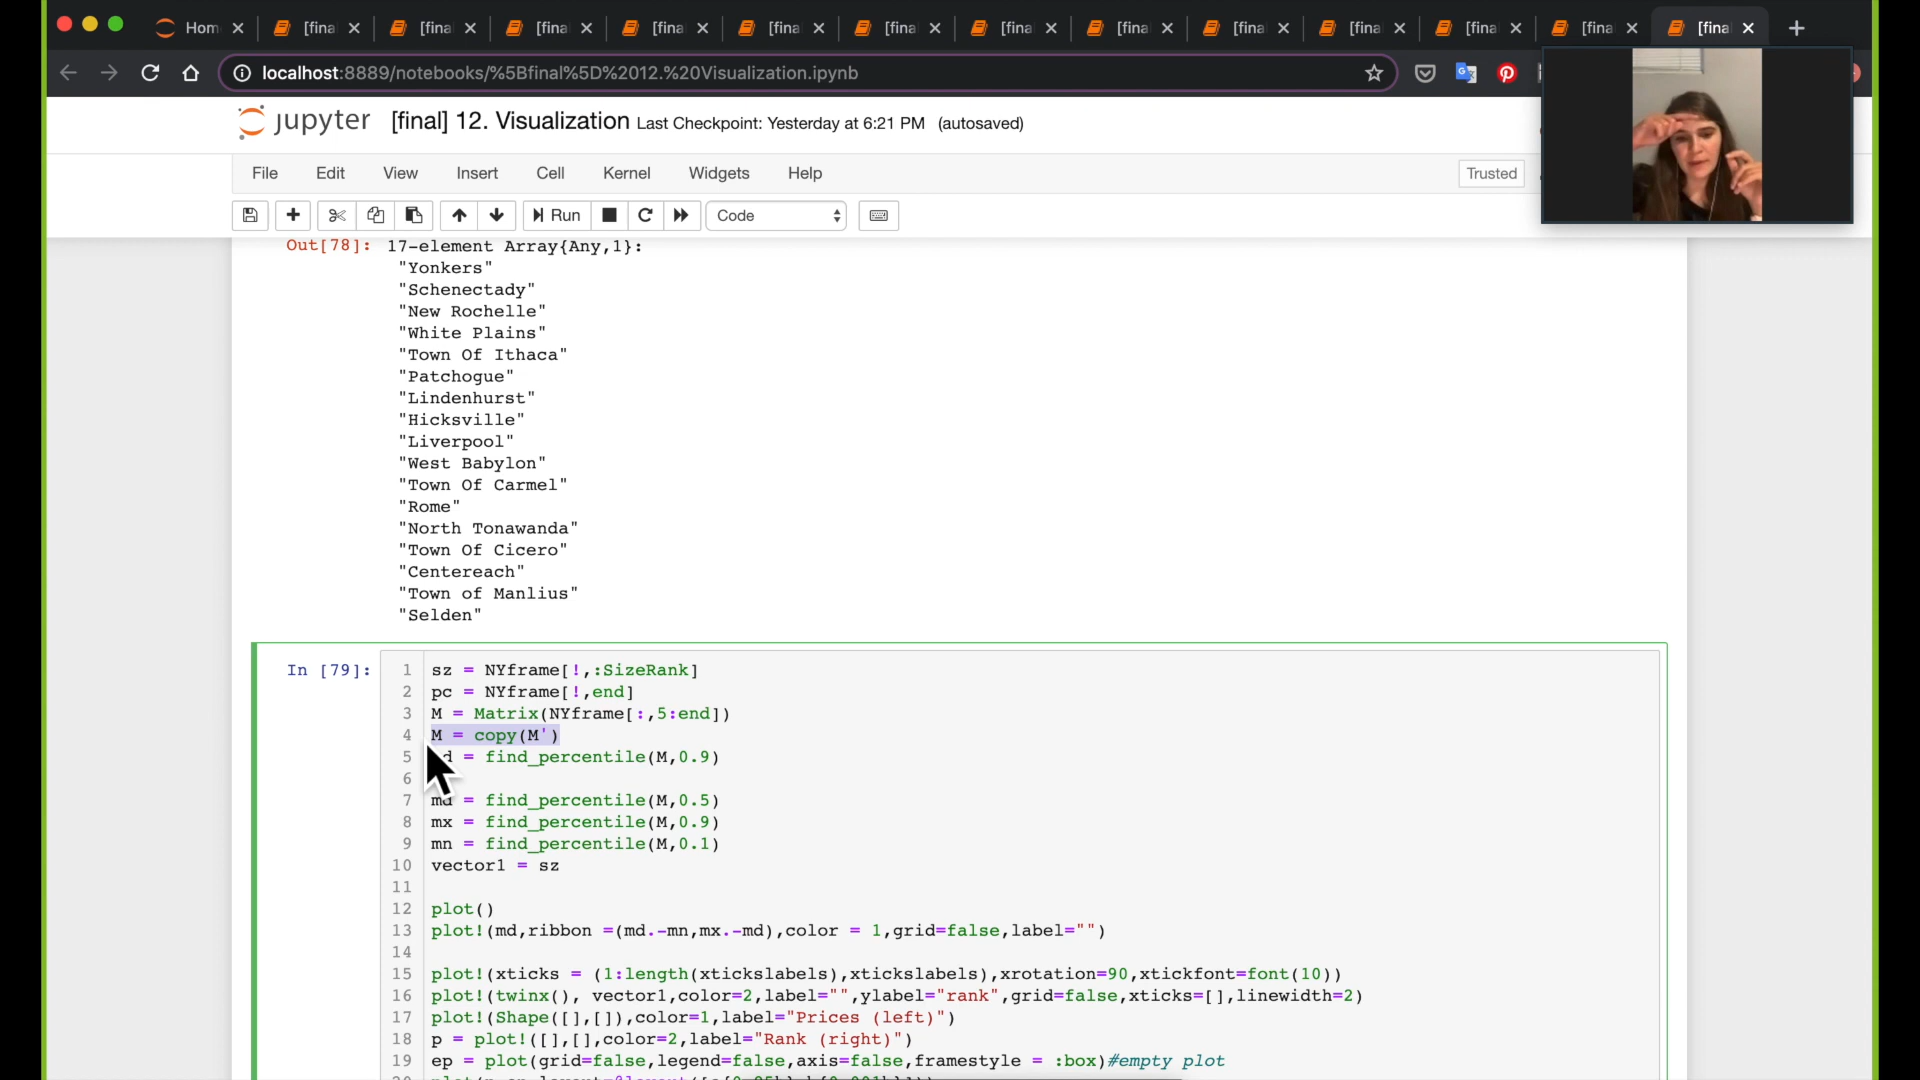 Hom [fina [fina [fina [fina [fina [fina [fina [fina [fina [fina [fina [fina [fina
localhost:8889/notebooks/%5Bfinal%5D%2012.%20Visualization.ipynb
jupyter [final] 12. Visualization Last Checkpoint: Yesterday at 6:21 PM (autosaved)
File Edit View Insert Cell Kernel Widgets Help Trusted
Run Code
Out[78]: 17-element Array{Any,1}:
"Yonkers"
"Schenectady"
"New Rochelle"
"White Plains"
"Town Of Ithaca"
"Patchogue"
"Lindenhurst"
"Hicksville"
"Liverpool"
"West Babylon"
"Town Of Carmel"
"Rome"
"North Tonawanda"
"Town Of Cicero"
"Centereach"
"Town of Manlius"
"Selden"
In [79]: 1 sz = NYframe[!,:SizeRank]
2 pc = NYframe[!,end]
3 M = Matrix(NYframe[:,5:end])
4 M = copy(M')
5 d = find_percentile(M,0.9)
6
7 md = find_percentile(M,0.5)
8 mx = find_percentile(M,0.9)
9 mn = find_percentile(M,0.1)
10 vector1 = sz
11
12 plot()
13 plot!(md,ribbon =(md.-mn,mx.-md),color = 1,grid=false,label="")
14
15 plot!(xticks = (1:length(xtickslabels),xtickslabels),xrotation=90,xtickfont=font(10))
16 plot!(twinx(), vector1,color=2,label="",ylabel="rank",grid=false,xticks=[],linewidth=2)
17 plot!(Shape([],[]),color=1,label="Prices (left)")
18 p = plot!([],[],color=2,label="Rank (right)")
19 ep = plot(grid=false,legend=false,axis=false,framestyle = :box)#empty plot